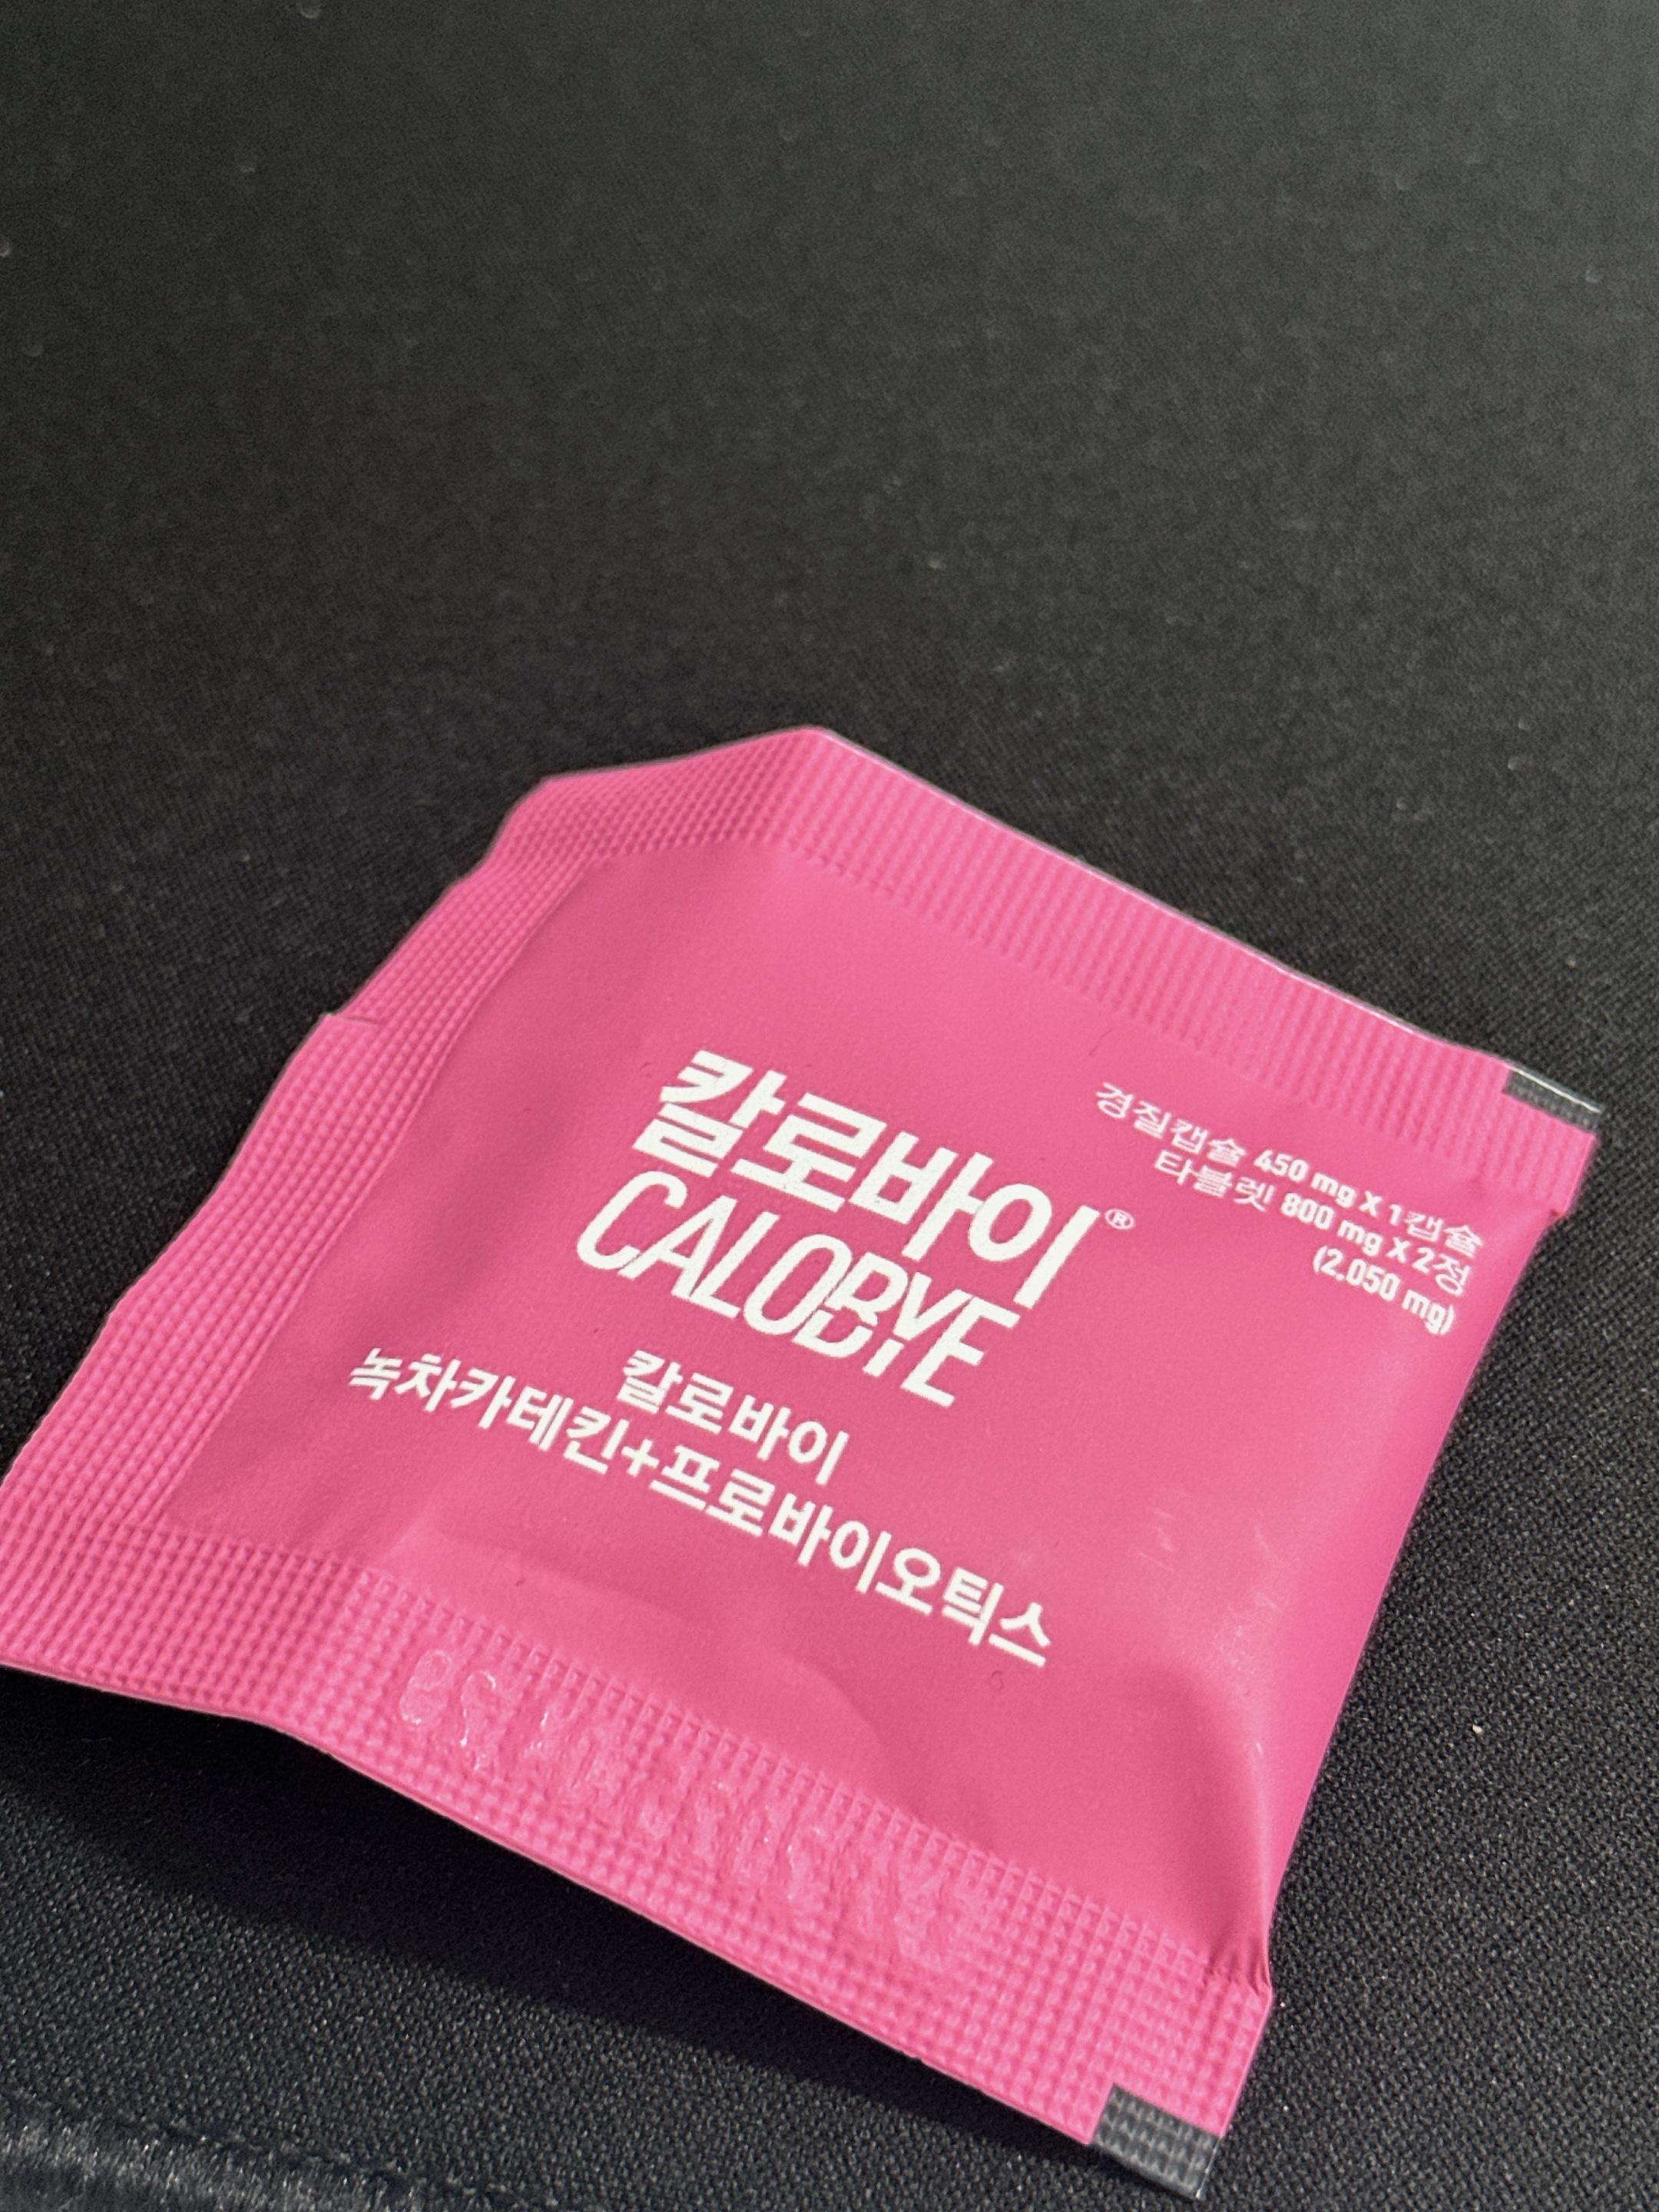 칼로바이®
CALOBYE
칼로바이
녹차카테킨+프로바이오틱스
경질캡슐 450 mg X 1캡슐
타블렛 800 mg X 2정
(2,050 mg)